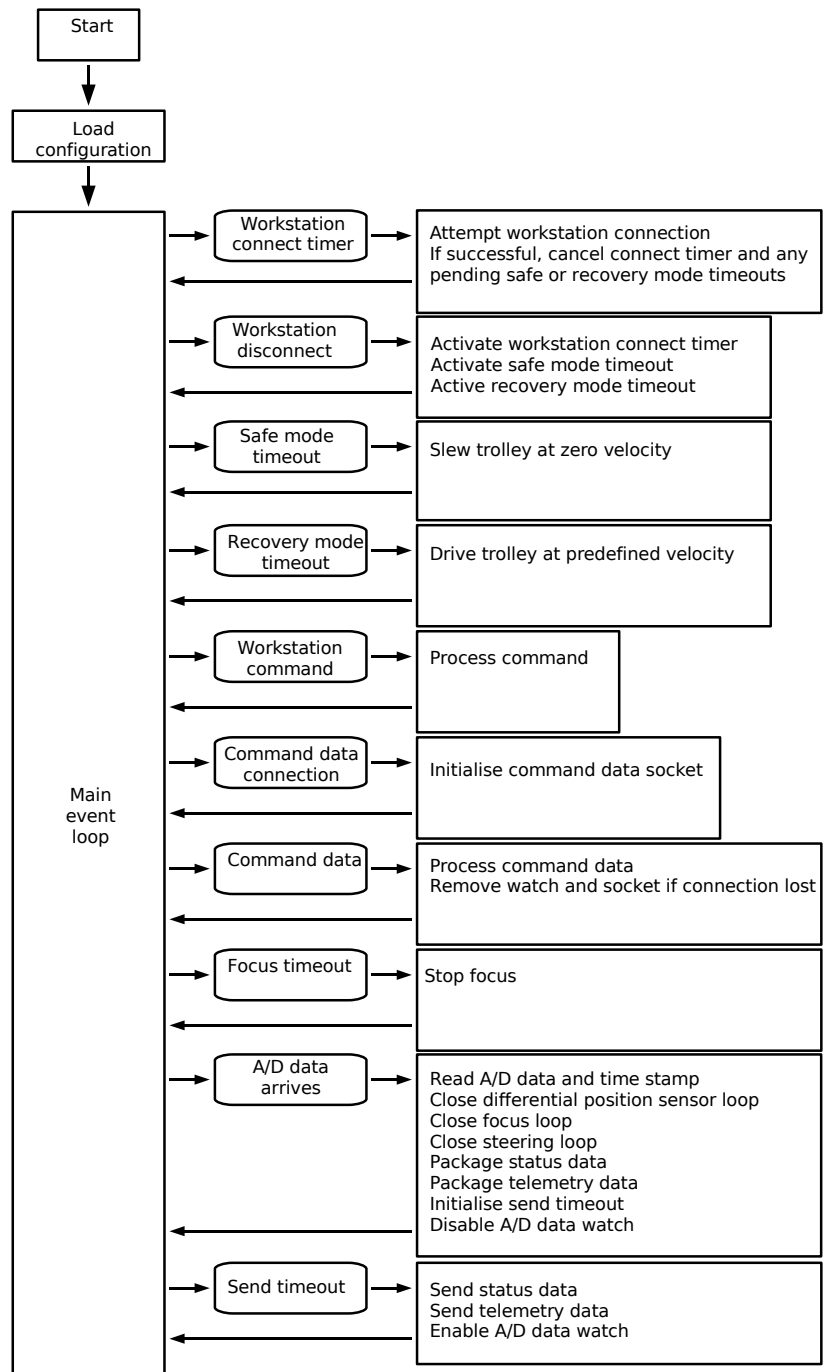 Start
Load
configuration
Workstation
connect timer
Attempt workstation connection
If successful, cancel connect timer and any
pending safe or recovery mode timeouts
Workstation
disconnect
Activate workstation connect timer
Activate safe mode timeout
Active recovery mode timeout
Safe mode
timeout
Slew trolley at zero velocity
Recovery mode
timeout
Drive trolley at predefined velocity
Workstation
command
Process command
Command data
connection
Initialise command data socket
Main
event
loop
Command data
Process command data
Remove watch and socket if connection lost
Focus timeout
Stop focus
A/D data
arrives
Read A/D data and time stamp
Close differential position sensor loop
Close focus loop
Close steering loop
Package status data
Package telemetry data
Initialise send timeout
Disable A/D data watch
Send timeout
Send status data
Send telemetry data
Enable A/D data watch